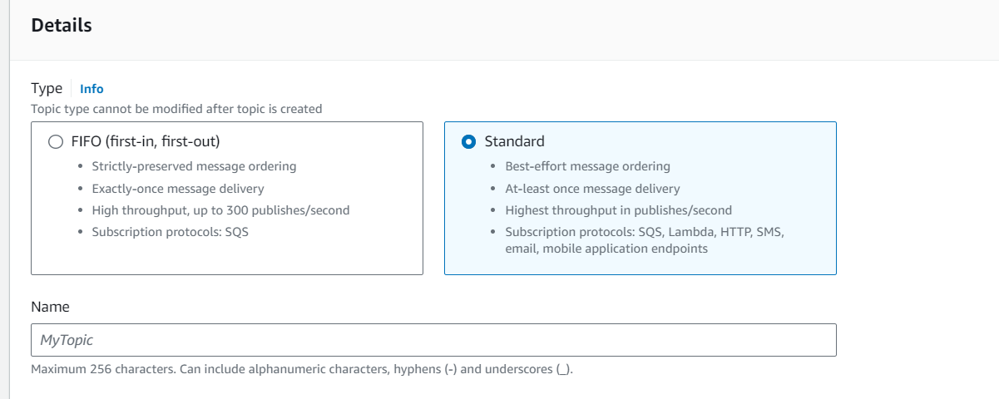 Details
Type Info
Topic type cannot be modified after topic is created
FIFO (first-in, first-out)
Strictly-preserved message ordering
Exactly-once message delivery
High throughput, up to 300 publishes/second
Subscription protocols: SQS
Standard
Best-effort message ordering
At-least once message delivery
Highest throughput in publishes/second
Subscription protocols: SQS, Lambda, HTTP, SMS,
email, mobile application endpoints
Name
MyTopic
Maximum 256 characters. Can include alphanumeric characters, hyphens (-) and underscores (_).